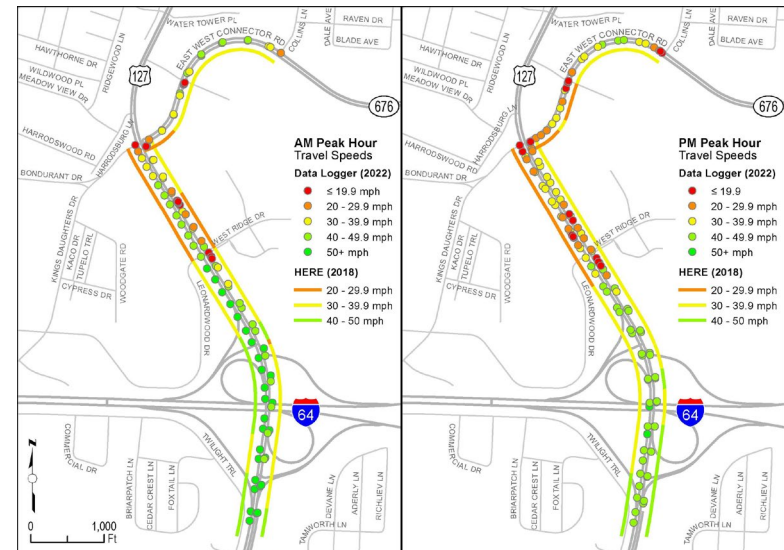 WATER TOWER PL
COLLINS LN
DALE AVE
RAVEN DR
BLADE AVE
EAST WEST CONNECTOR RD
HAWTHORNE DR
RIDGEWOOD LN
WILDWOOD PL
MEADOW VIEW DR
127
676
HARRODSBURG LN
HARRODSWOOD RD
BONDURANT DR
KINGS DAUGHTERS DR
KACO DR
TUPELO TRL
WOODGATE RD
CYPRESS DR
WEST RIDGE DR
LEONARDWOOD DR
AM Peak Hour
Travel Speeds
Data Logger (2022)
≤ 19.9 mph
20 - 29.9 mph
30 - 39.9 mph
40 - 49.9 mph
50+ mph
HERE (2018)
20 - 29.9 mph
30 - 39.9 mph
40 - 50 mph
64
TWILIGHT TRL
COMMERCIAL DR
BRIARPATCH LN
CEDAR CREST LN
FOXTAIL LN
DEVANE LN
ADERLY LN
RICHLIEV LN
TAMWORTH LN
0 1,000
Ft
WATER TOWER PL
COLLINS LN
DALE AVE
RAVEN DR
BLADE AVE
EAST WEST CONNECTOR RD
HAWTHORNE DR
RIDGEWOOD LN
WILDWOOD PL
MEADOW VIEW DR
127
676
HARRODSBURG LN
HARRODSWOOD RD
BONDURANT DR
KINGS DAUGHTERS DR
KACO DR
TUPELO TRL
WOODGATE RD
CYPRESS DR
WEST RIDGE DR
LEONARDWOOD DR
PM Peak Hour
Travel Speeds
Data Logger (2022)
≤ 19.9
20 - 29.9 mph
30 - 39.9 mph
40 - 49.9 mph
50+ mph
HERE (2018)
20 - 29.9 mph
30 - 39.9 mph
40 - 50 mph
64
TWILIGHT TRL
COMMERCIAL DR
BRIARPATCH LN
CEDAR CREST LN
FOXTAIL LN
DEVANE LN
ADERLY LN
RICHLIEV LN
TAMWORTH LN